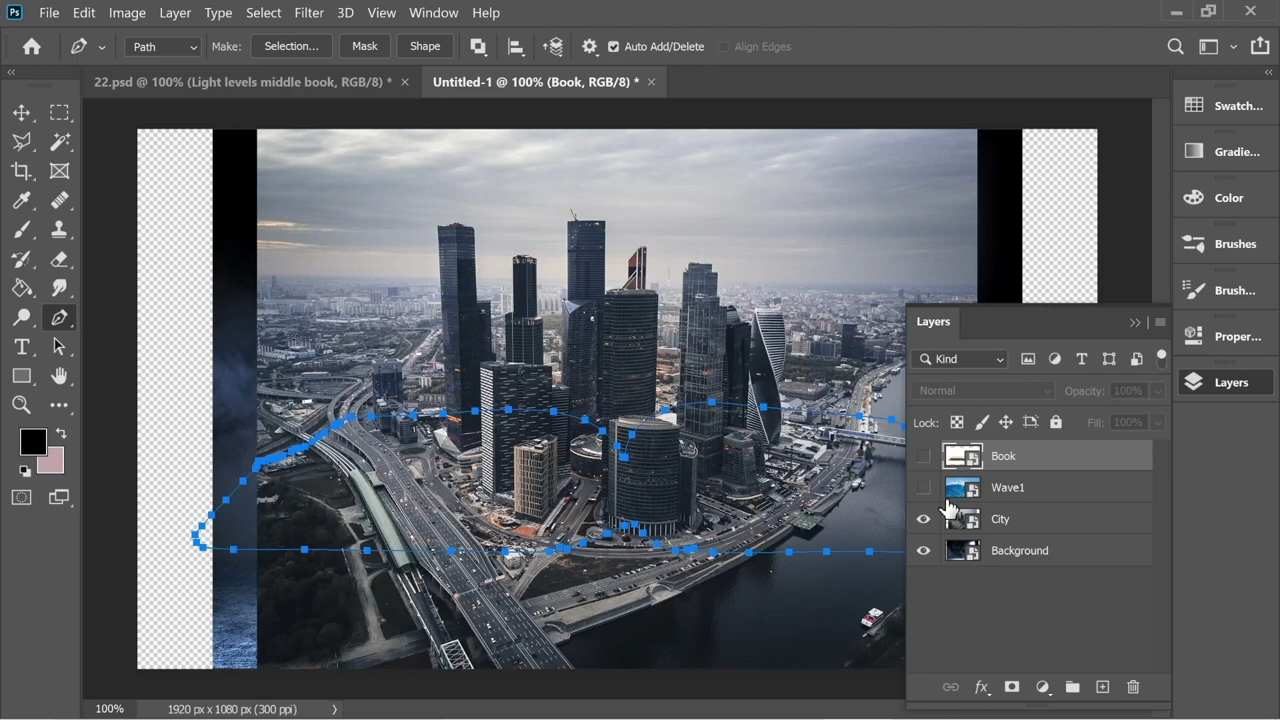 Ps File Edit Image Layer Type Select Filter 3D View Window Help
Path Make: Selection... Mask Shape Auto Add/Delete Align Edges
22.psd @ 100% (Light levels middle book, RGB/8) * × Untitled-1 @ 100% (Book, RGB/8) * ×
Swatch...
Gradie...
Color
Brushes
Brush...
Proper...
Layers
Layers
Kind
Normal Opacity: 100%
Lock: Fill: 100%
Book
Wave1
City
Background
fx
100% 1920 px x 1080 px (300 ppi)